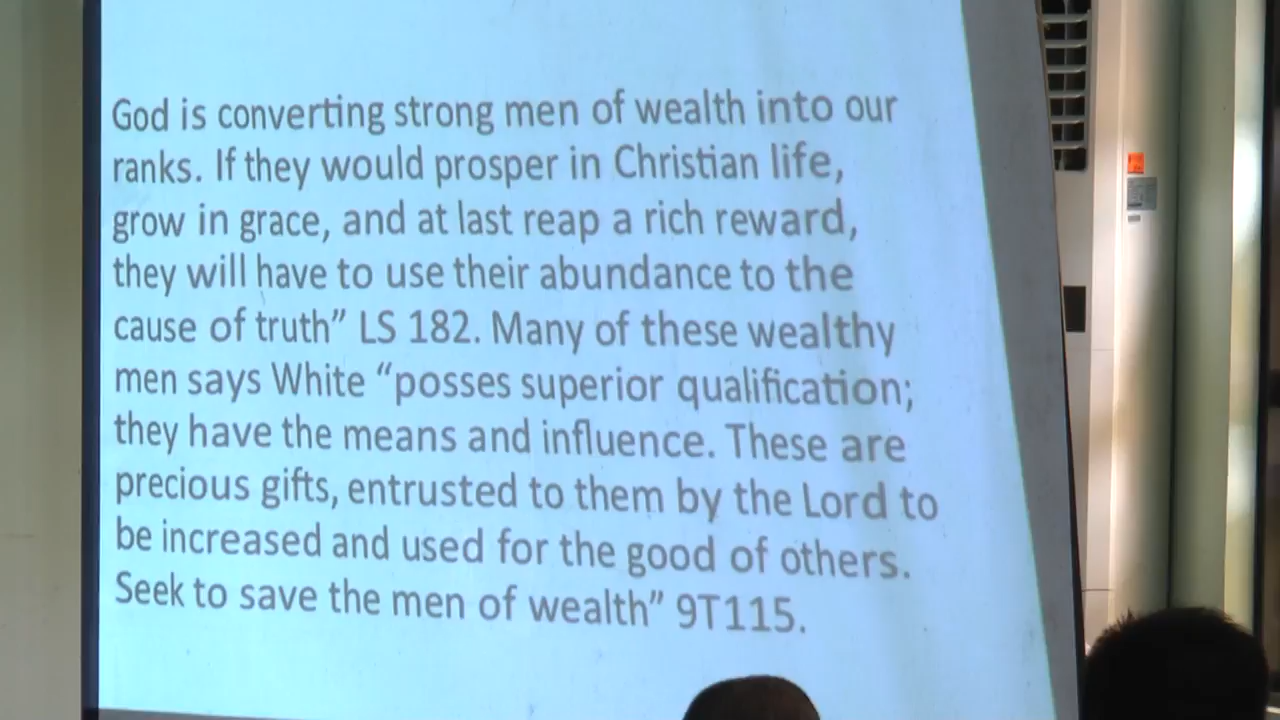 God is converting strong men of wealth into our
ranks. If they would prosper in Christian life,
grow in grace, and at last reap a rich reward,
they will have to use their abundance to the
cause of truth” LS 182. Many of these wealthy
men says White “posses superior qualification;
they have the means and influence. These are
precious gifts, entrusted to them by the Lord to
be increased and used for the good of others.
Seek to save the men of wealth” 9T115.